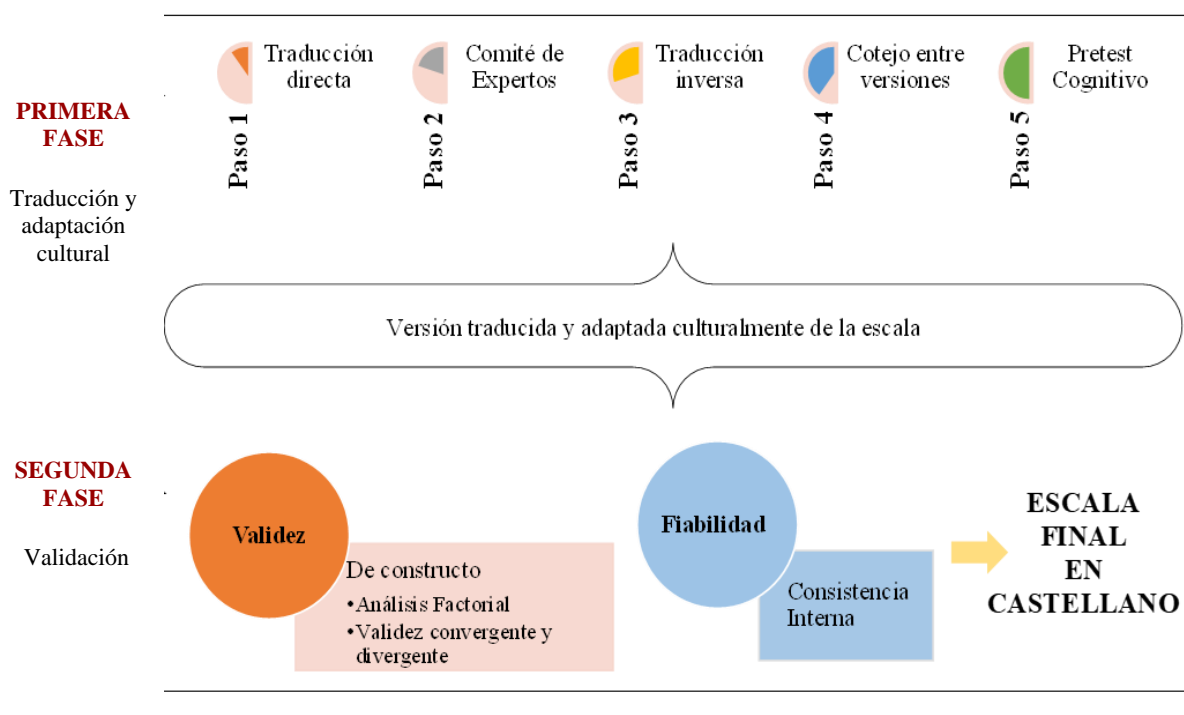 PRIMERA
FASE
Traducción y
adaptación
cultural
Paso 1
Traducción
directa
Paso 2
Comité de
Expertos
Paso 3
Traducción
inversa
Paso 4
Cotejo entre
versiones
Paso 5
Pretest
Cognitivo
Versión traducida y adaptada culturalmente de la escala
SEGUNDA
FASE
Validación
Validez
De constructo
•Análisis Factorial
•Validez convergente y
divergente
Fiabilidad
Consistencia
Interna
ESCALA
FINAL
EN
CASTELLANO